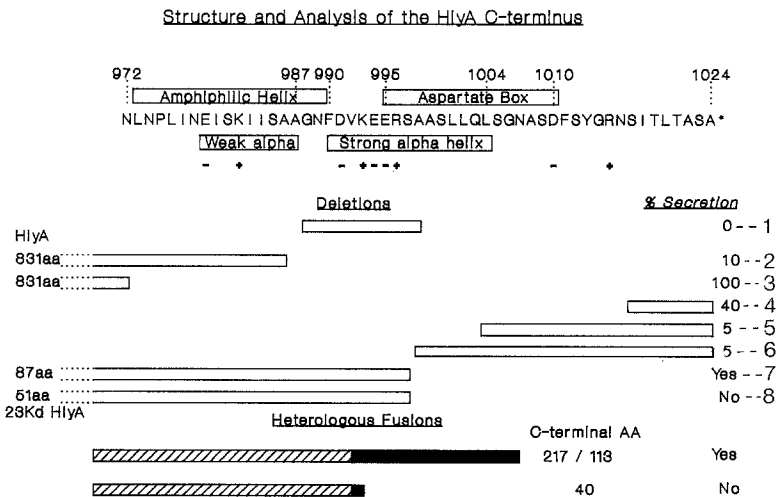 Structure and Analysis of the HlyA C-terminus
972 987 990 995 1004 1010 1024
Amphiphilic Helix Aspartate Box
NLNPLINEISKIISAAGNFDVKEERSAASLLQLSGNASDFSYGRNSITLTASA*
Weak alpha Strong alpha helix
- + - + - - + - +
Deletions % Secretion
0--1
HlyA
831aa 10--2
831aa 100--3
40--4
5--5
5--6
87aa Yes--7
51aa No--8
23Kd HlyA
Heterologous Fusions
C-terminal AA
217 / 113 Yes
40 No